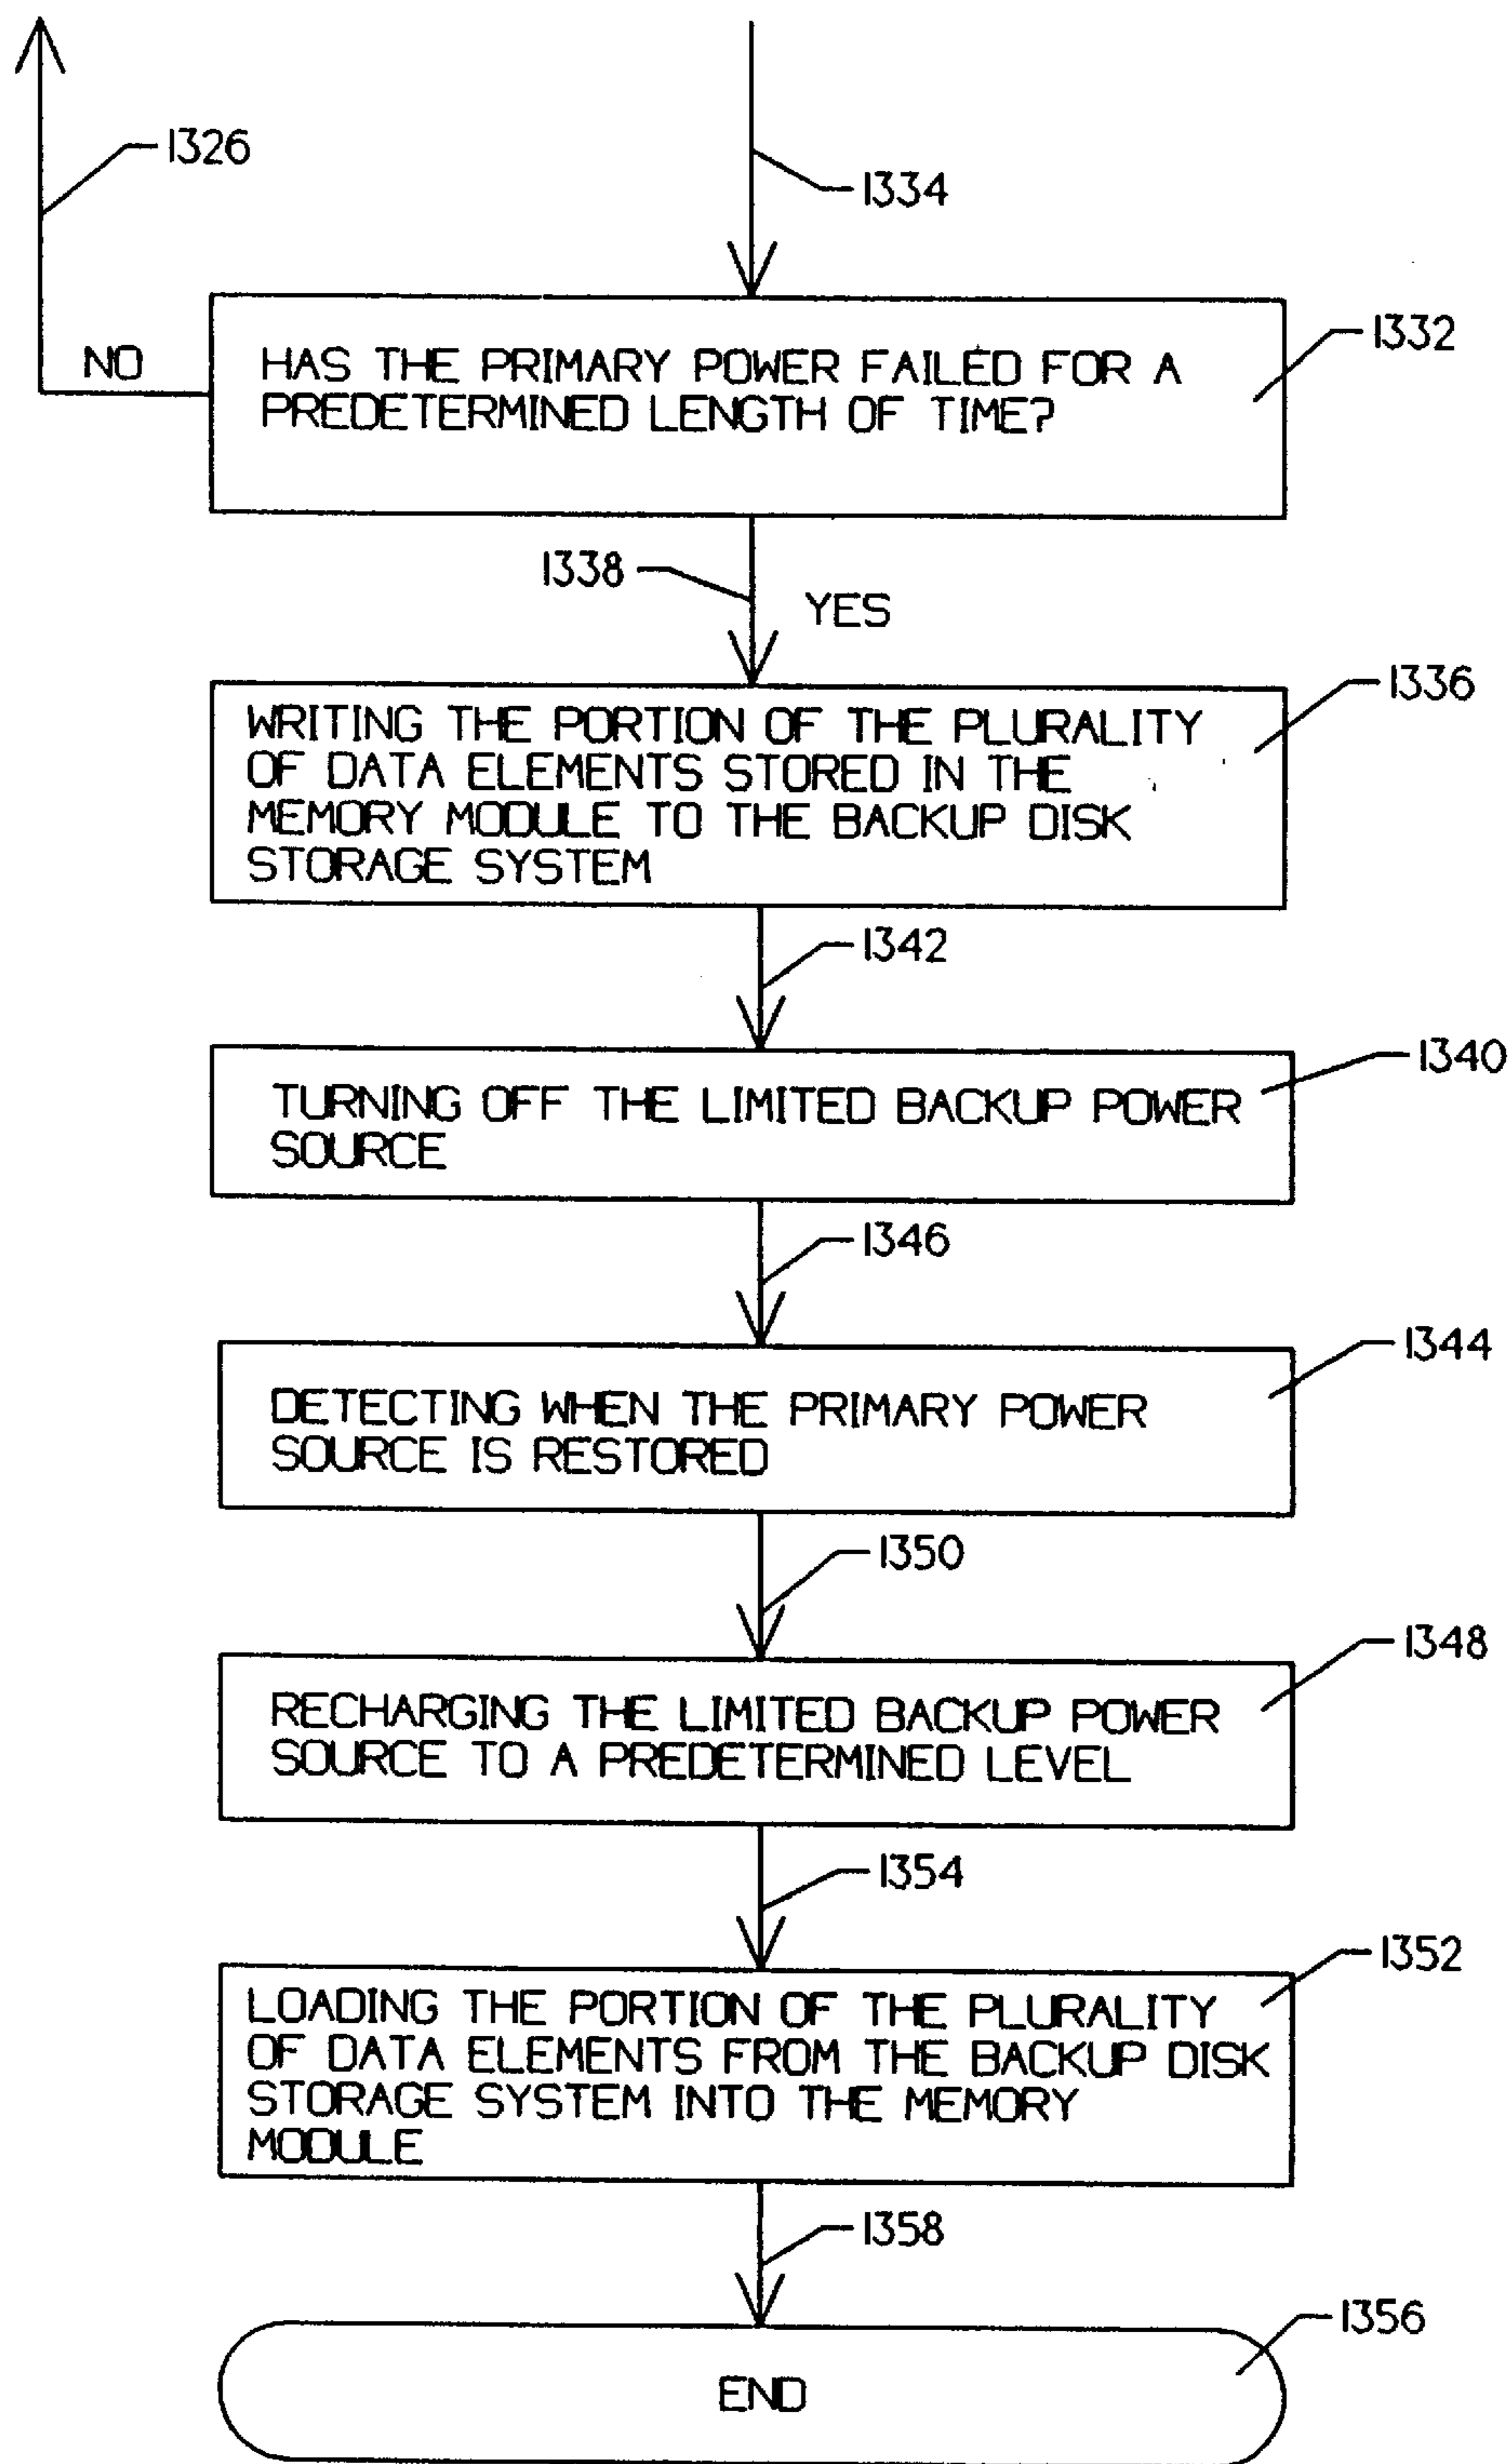 1326
1334
1332
NO
HAS THE PRIMARY POWER FAILED FOR A
PREDETERMINED LENGTH OF TIME?
1338
YES
1336
WRITING THE PORTION OF THE PLURALITY
OF DATA ELEMENTS STORED IN THE
MEMORY MODULE TO THE BACKUP DISK
STORAGE SYSTEM
1342
1340
TURNING OFF THE LIMITED BACKUP POWER
SOURCE
1346
1344
DETECTING WHEN THE PRIMARY POWER
SOURCE IS RESTORED
1350
1348
RECHARGING THE LIMITED BACKUP POWER
SOURCE TO A PREDETERMINED LEVEL
1354
1352
LOADING THE PORTION OF THE PLURALITY
OF DATA ELEMENTS FROM THE BACKUP DISK
STORAGE SYSTEM INTO THE MEMORY
MODULE
1358
1356
END